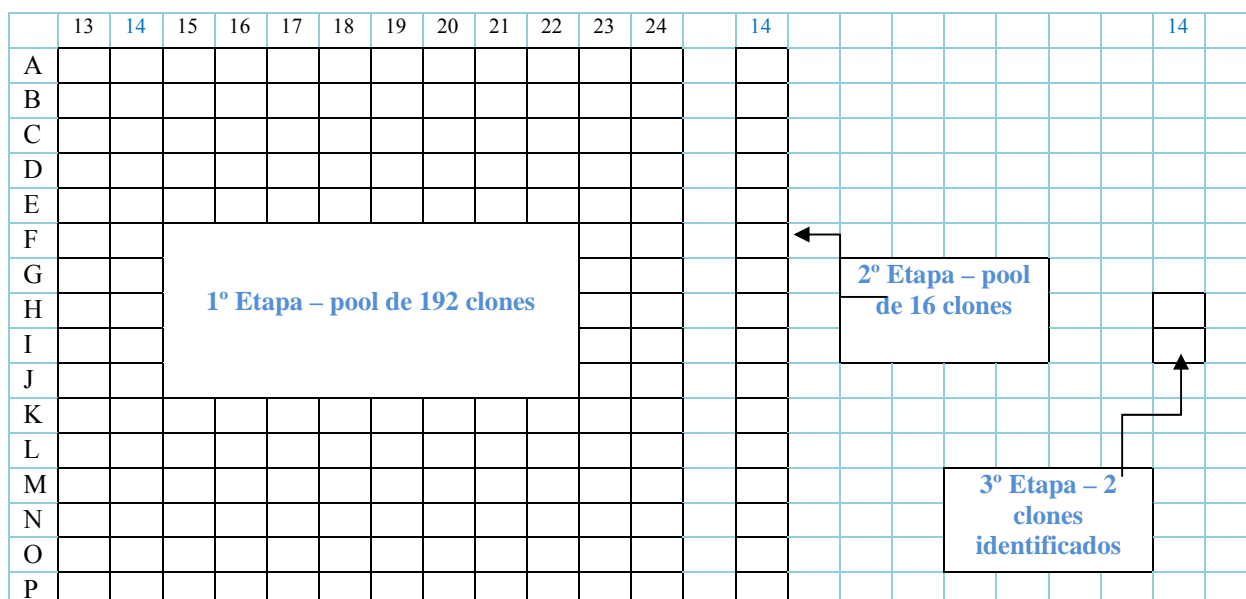 13 14 15 16 17 18 19 20 21 22 23 24 14 14
A
B
C
D
E
F
G
2º Etapa – pool
H
1º Etapa – pool de 192 clones
de 16 clones
I
J
K
L
M
3º Etapa – 2
N
clones
O
identificados
P